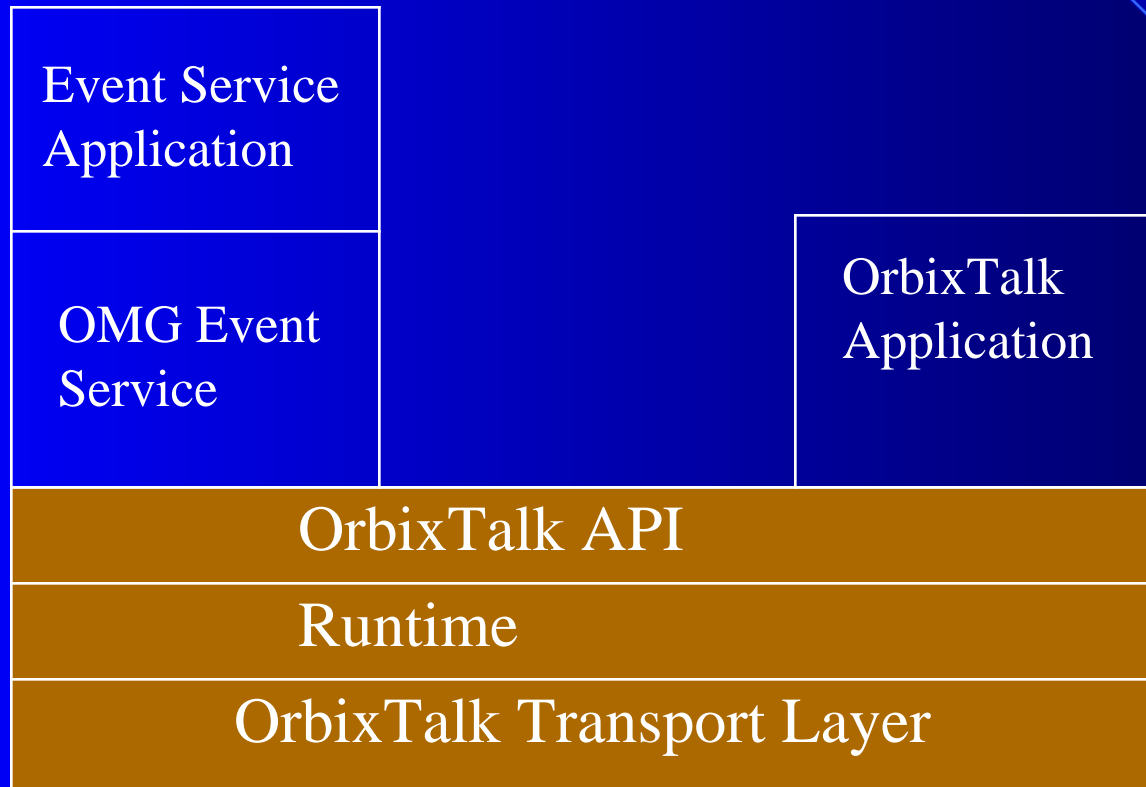 Event Service
Application
OMG Event
Service
OrbixTalk
Application
OrbixTalk API
Runtime
OrbixTalk Transport Layer